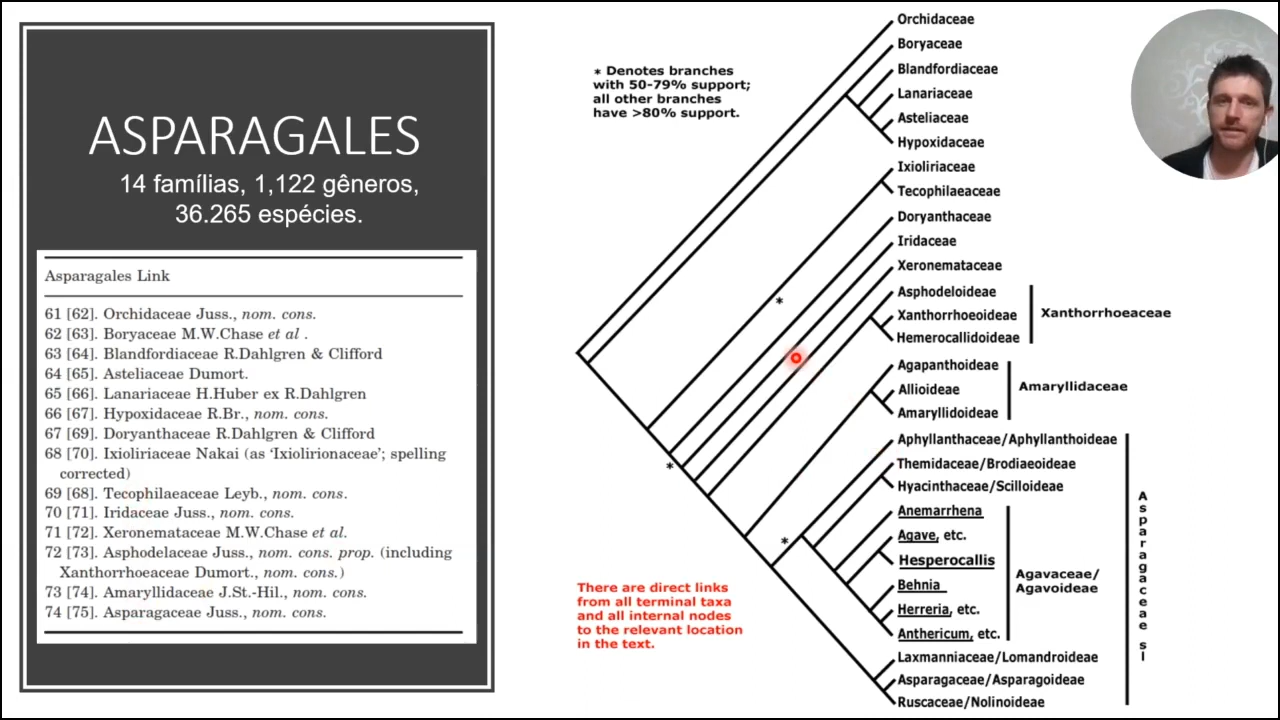 ASPARAGALES
14 famílias, 1,122 gêneros,
36.265 espécies.
Asparagales Link
61 [62]. Orchidaceae Juss., nom. cons.
62 [63]. Boryaceae M.W.Chase et al .
63 [64]. Blandfordiaceae R.Dahlgren & Clifford
64 [65]. Asteliaceae Dumort.
65 [66]. Lanariaceae H.Huber ex R.Dahlgren
66 [67]. Hypoxidaceae R.Br., nom. cons.
67 [69]. Doryanthaceae R.Dahlgren & Clifford
68 [70]. Ixioliriaceae Nakai (as ‘Ixiolirionaceae’; spelling
corrected)
69 [68]. Tecophilaeaceae Leyb., nom. cons.
70 [71]. Iridaceae Juss., nom. cons.
71 [72]. Xeronemataceae M.W.Chase et al.
72 [73]. Asphodelaceae Juss., nom. cons. prop. (including
Xanthorrhoeaceae Dumort., nom. cons.)
73 [74]. Amaryllidaceae J.St.-Hil., nom. cons.
74 [75]. Asparagaceae Juss., nom. cons.
* Denotes branches
with 50-79% support;
all other branches
have >80% support.
Orchidaceae
Boryaceae
Blandfordiaceae
Lanariaceae
Asteliaceae
Hypoxidaceae
Ixioliriaceae
Tecophilaeaceae
Doryanthaceae
Iridaceae
Xeronemataceae
Asphodeloideae
Xanthorrhoeoideae
Hemerocallidoideae
Xanthorrhoeaceae
Agapanthoideae
Allioideae
Amaryllidoideae
Amaryllidaceae
*
*
*
Aphyllanthaceae/Aphyllanthoideae
Themidaceae/Brodiaeoideae
Hyacinthaceae/Scilloideae
Anemarrhena
Agave, etc.
Hesperocallis
Behnia
Herreria, etc.
Anthericum, etc.
Agavaceae/
Agavoideae
Laxmanniaceae/Lomandroideae
Asparagaceae/Asparagoideae
Ruscaceae/Nolinoideae
Asparagaceae sl
There are direct links
from all terminal taxa
and all internal nodes
to the relevant location
in the text.